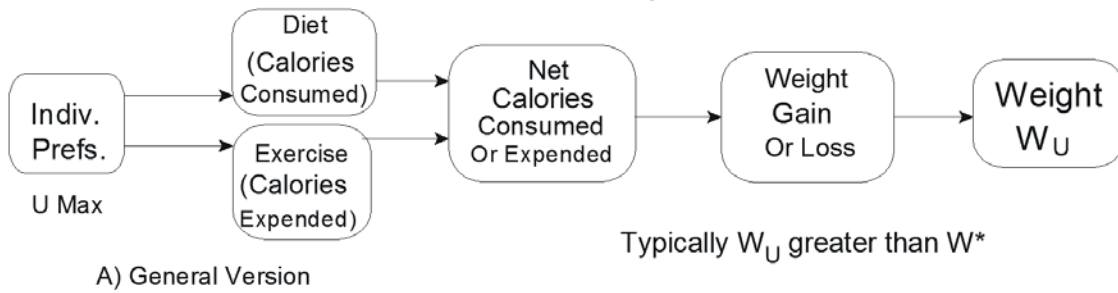 Indiv.
Prefs.
U Max
Diet
(Calories
Consumed)
Exercise
(Calories
Expended)
Net
Calories
Consumed
Or Expended
Weight
Gain
Or Loss
Weight
W_U
Typically W_U greater than W*
A) General Version